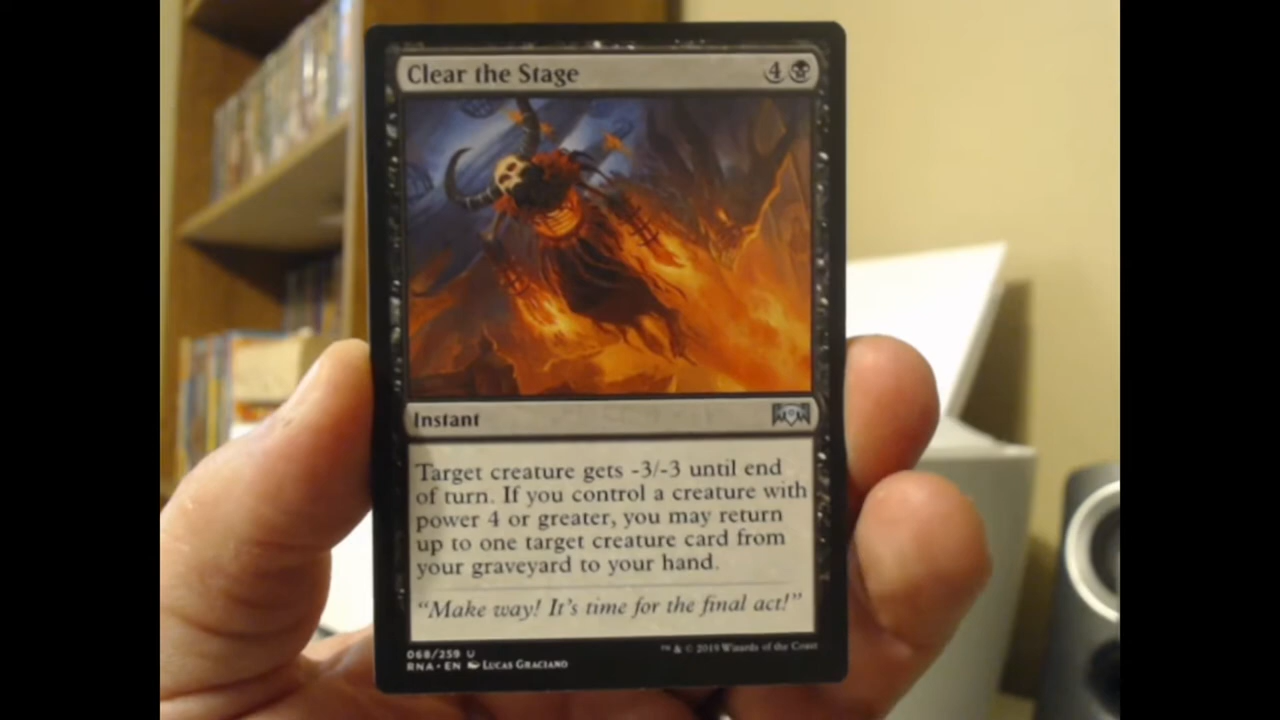 Clear the Stage 4
Instant
Target creature gets -3/-3 until end
of turn. If you control a creature with
power 4 or greater, you may return
up to one target creature card from
your graveyard to your hand.
“Make way! It's time for the final act!”
068/259 U
RNA • EN Lucas Graciano
™ & © 2019 Wizards of the Coast